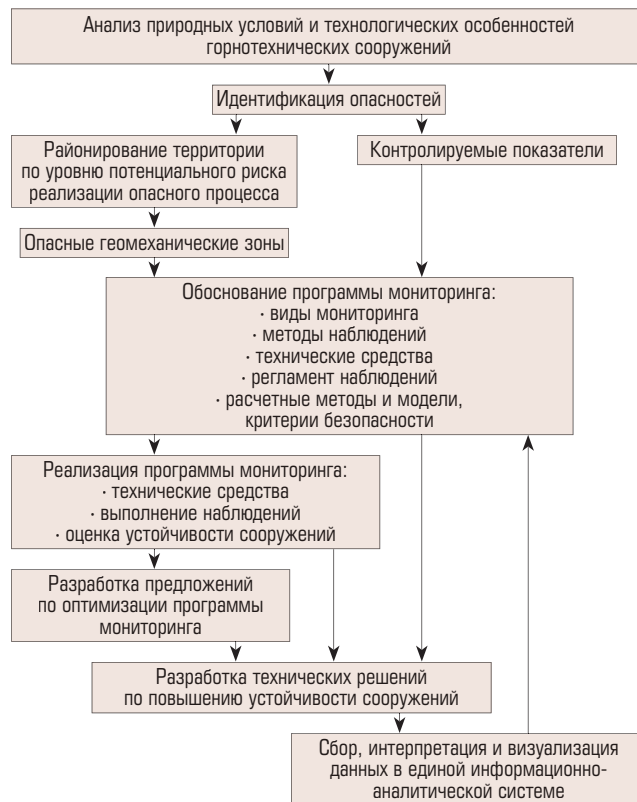 Анализ природных условий и технологических особенностей
горнотехнических сооружений
Идентификация опасностей
Районирование территории
по уровню потенциального риска
реализации опасного процесса
Контролируемые показатели
Опасные геомеханические зоны
Обоснование программы мониторинга:
· виды мониторинга
· методы наблюдений
· технические средства
· регламент наблюдений
· расчетные методы и модели,
критерии безопасности
Реализация программы мониторинга:
· технические средства
· выполнение наблюдений
· оценка устойчивости сооружений
Разработка предложений
по оптимизации программы
мониторинга
Разработка технических решений
по повышению устойчивости сооружений
Сбор, интерпретация и визуализация
данных в единой информационно-
аналитической системе